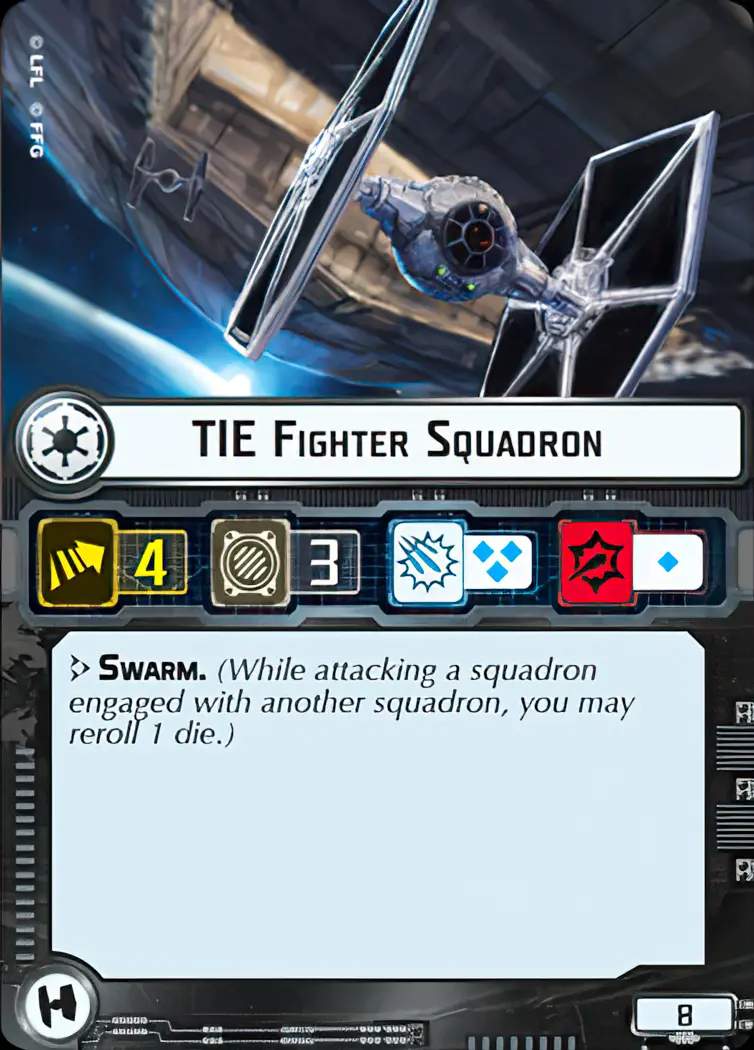 © LFL © FFG
TIE Fighter Squadron
4 3
Swarm. (While attacking a squadron
engaged with another squadron, you may
reroll 1 die.)
8